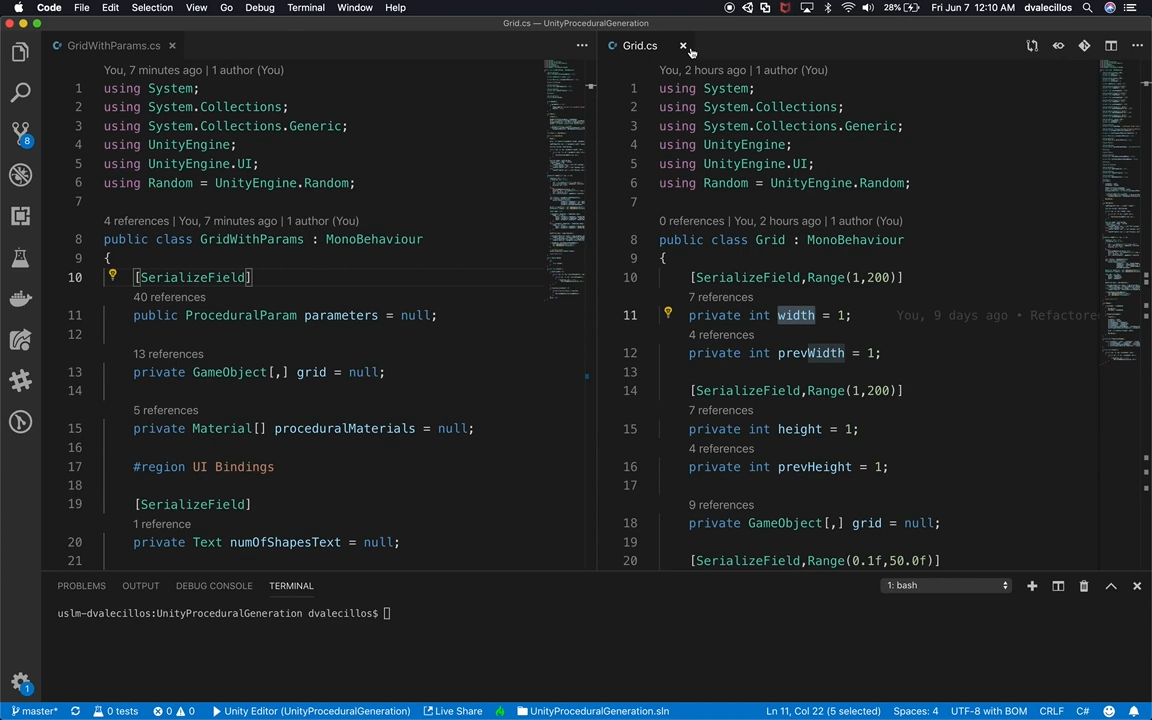 Code File Edit Selection View Go Debug Terminal Window Help 28% Fri Jun 7 12:10 AM dvalecillos
Grid.cs — UnityProceduralGeneration
GridWithParams.cs
You, 7 minutes ago | 1 author (You)
1 using System;
2 using System.Collections;
3 using System.Collections.Generic;
4 using UnityEngine;
5 using UnityEngine.UI;
6 using Random = UnityEngine.Random;
7
4 references | You, 7 minutes ago | 1 author (You)
8 public class GridWithParams : MonoBehaviour
9 {
10 [SerializeField]
40 references
11 public ProceduralParam parameters = null;
12
13 references
13 private GameObject[,] grid = null;
14
5 references
15 private Material[] proceduralMaterials = null;
16
17 #region UI Bindings
18
19 [SerializeField]
1 reference
20 private Text numOfShapesText = null;
21
Grid.cs
You, 2 hours ago | 1 author (You)
1 using System;
2 using System.Collections;
3 using System.Collections.Generic;
4 using UnityEngine;
5 using UnityEngine.UI;
6 using Random = UnityEngine.Random;
7
0 references | You, 2 hours ago | 1 author (You)
8 public class Grid : MonoBehaviour
9 {
10 [SerializeField,Range(1,200)]
7 references
11 private int width = 1; You, 9 days ago • Refactore
4 references
12 private int prevWidth = 1;
13
14 [SerializeField,Range(1,200)]
7 references
15 private int height = 1;
4 references
16 private int prevHeight = 1;
17
9 references
18 private GameObject[,] grid = null;
19
20 [SerializeField,Range(0.1f,50.0f)]
8
1
PROBLEMS OUTPUT DEBUG CONSOLE TERMINAL 1: bash
uslm-dvalecillos:UnityProceduralGeneration dvalecillos$
master* 0 tests 0 0 Unity Editor (UnityProceduralGeneration) Live Share UnityProceduralGeneration.sln Ln 11, Col 22 (5 selected) Spaces: 4 UTF-8 with BOM CRLF C#